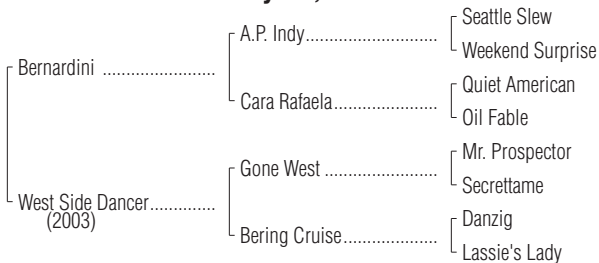 Seattle Slew
A.P. Indy
Weekend Surprise
Bernardini
Quiet American
Cara Rafaela
Oil Fable
Mr. Prospector
Gone West
Secrettame
West Side Dancer
(2003)
Danzig
Bering Cruise
Lassie's Lady